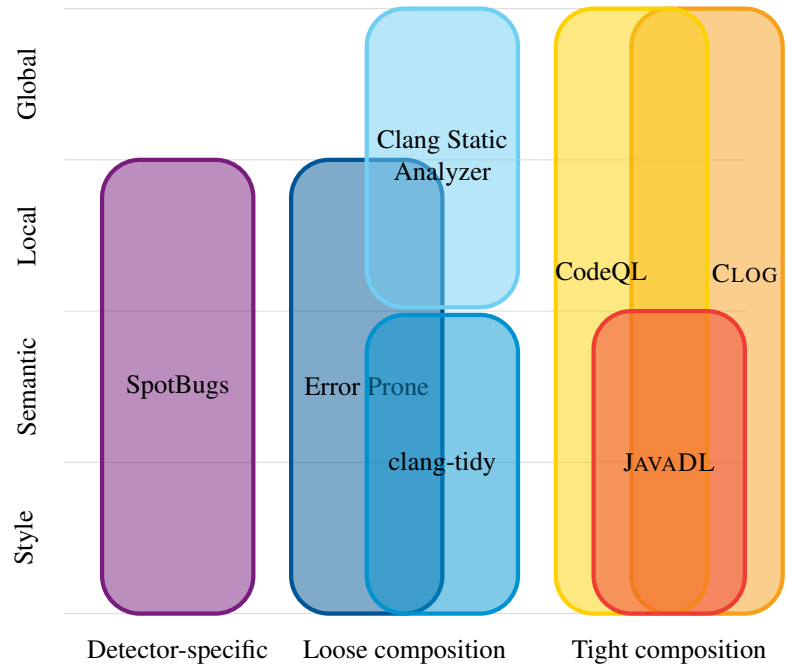 Global
Clang Static
Analyzer
Local
CodeQL
CLOG
Semantic
SpotBugs
Error Prone
clang-tidy
JAVADL
Style
Detector-specific
Loose composition
Tight composition